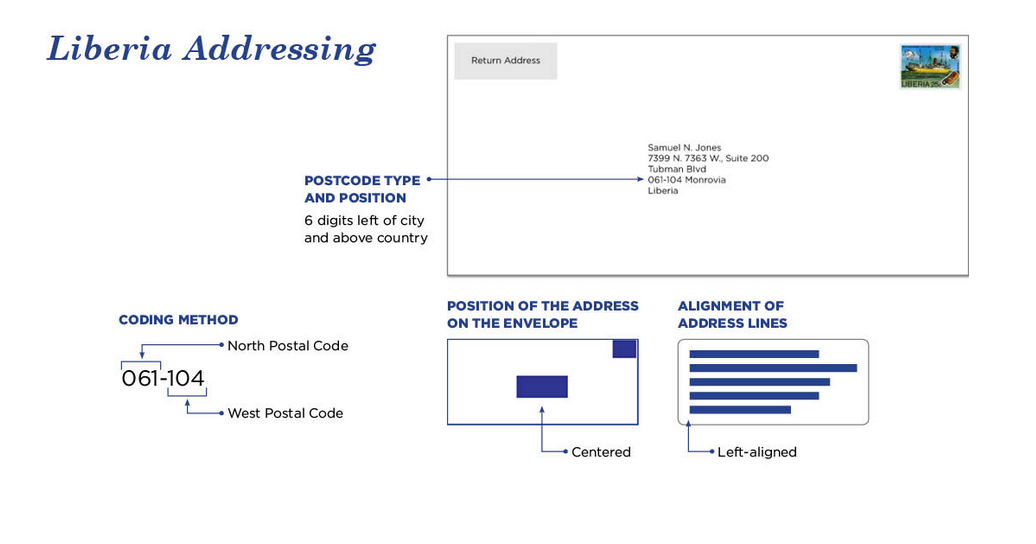 Liberia Addressing
Return Address
LIBERIA 25c
Samuel N. Jones
7399 N. 7363 W., Suite 200
Tubman Blvd
061-104 Monrovia
Liberia
POSTCODE TYPE
AND POSITION
6 digits left of city
and above country
CODING METHOD
North Postal Code
061-104
West Postal Code
POSITION OF THE ADDRESS
ON THE ENVELOPE
Centered
ALIGNMENT OF
ADDRESS LINES
Left-aligned